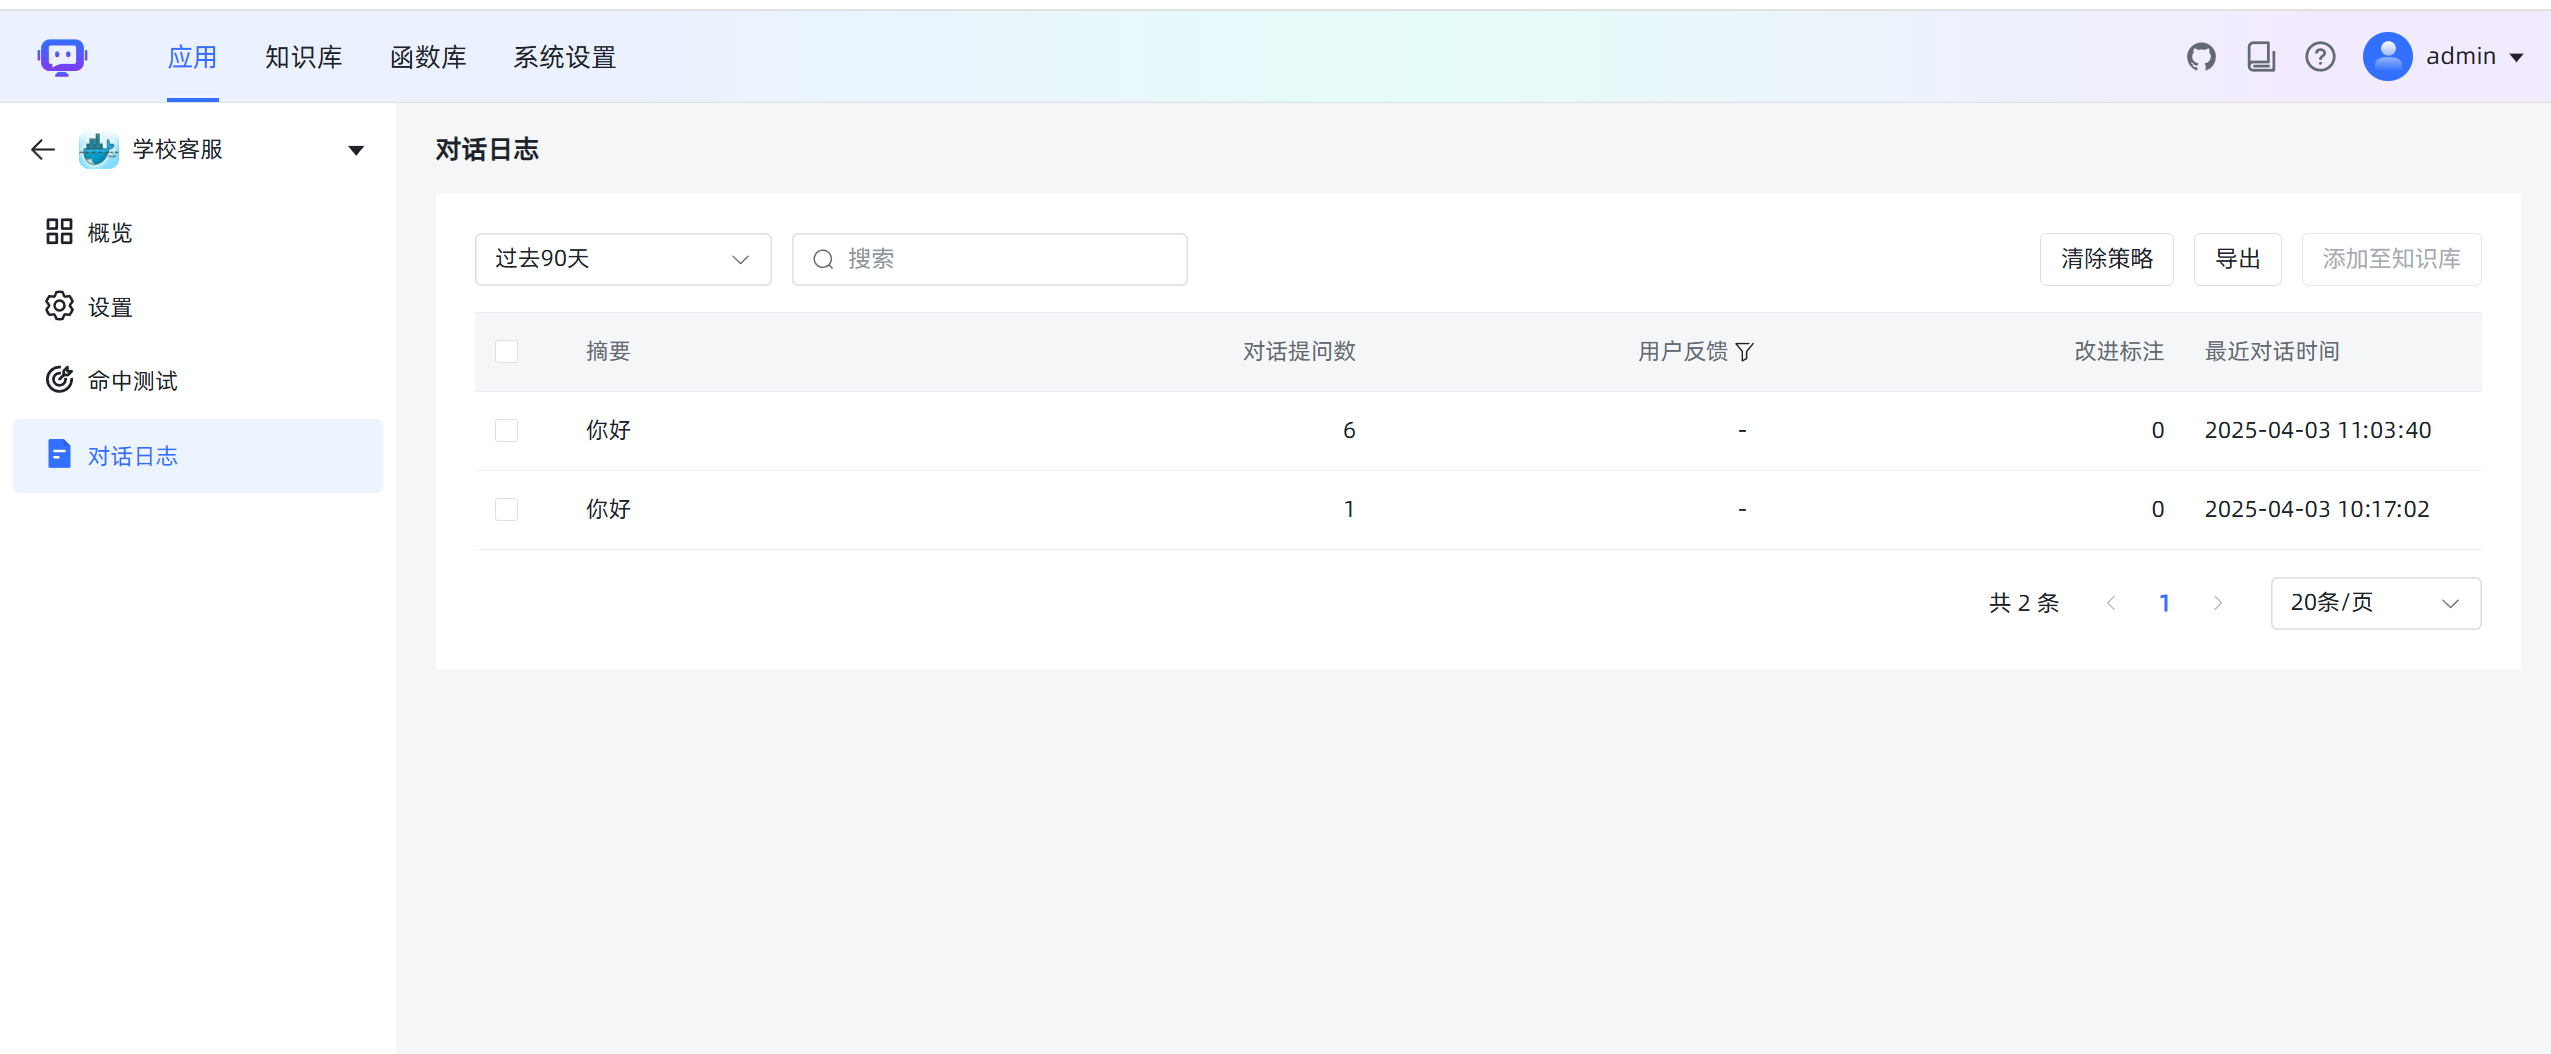 应用 知识库 函数库 系统设置 admin
学校客服
概览
设置
命中测试
对话日志
对话日志
过去90天 搜索 清除策略 导出 添加至知识库
摘要 对话提问数 用户反馈 改进标注 最近对话时间
你好 6 - 0 2025-04-03 11:03:40
你好 1 - 0 2025-04-03 10:17:02
共 2 条 1 20条/页